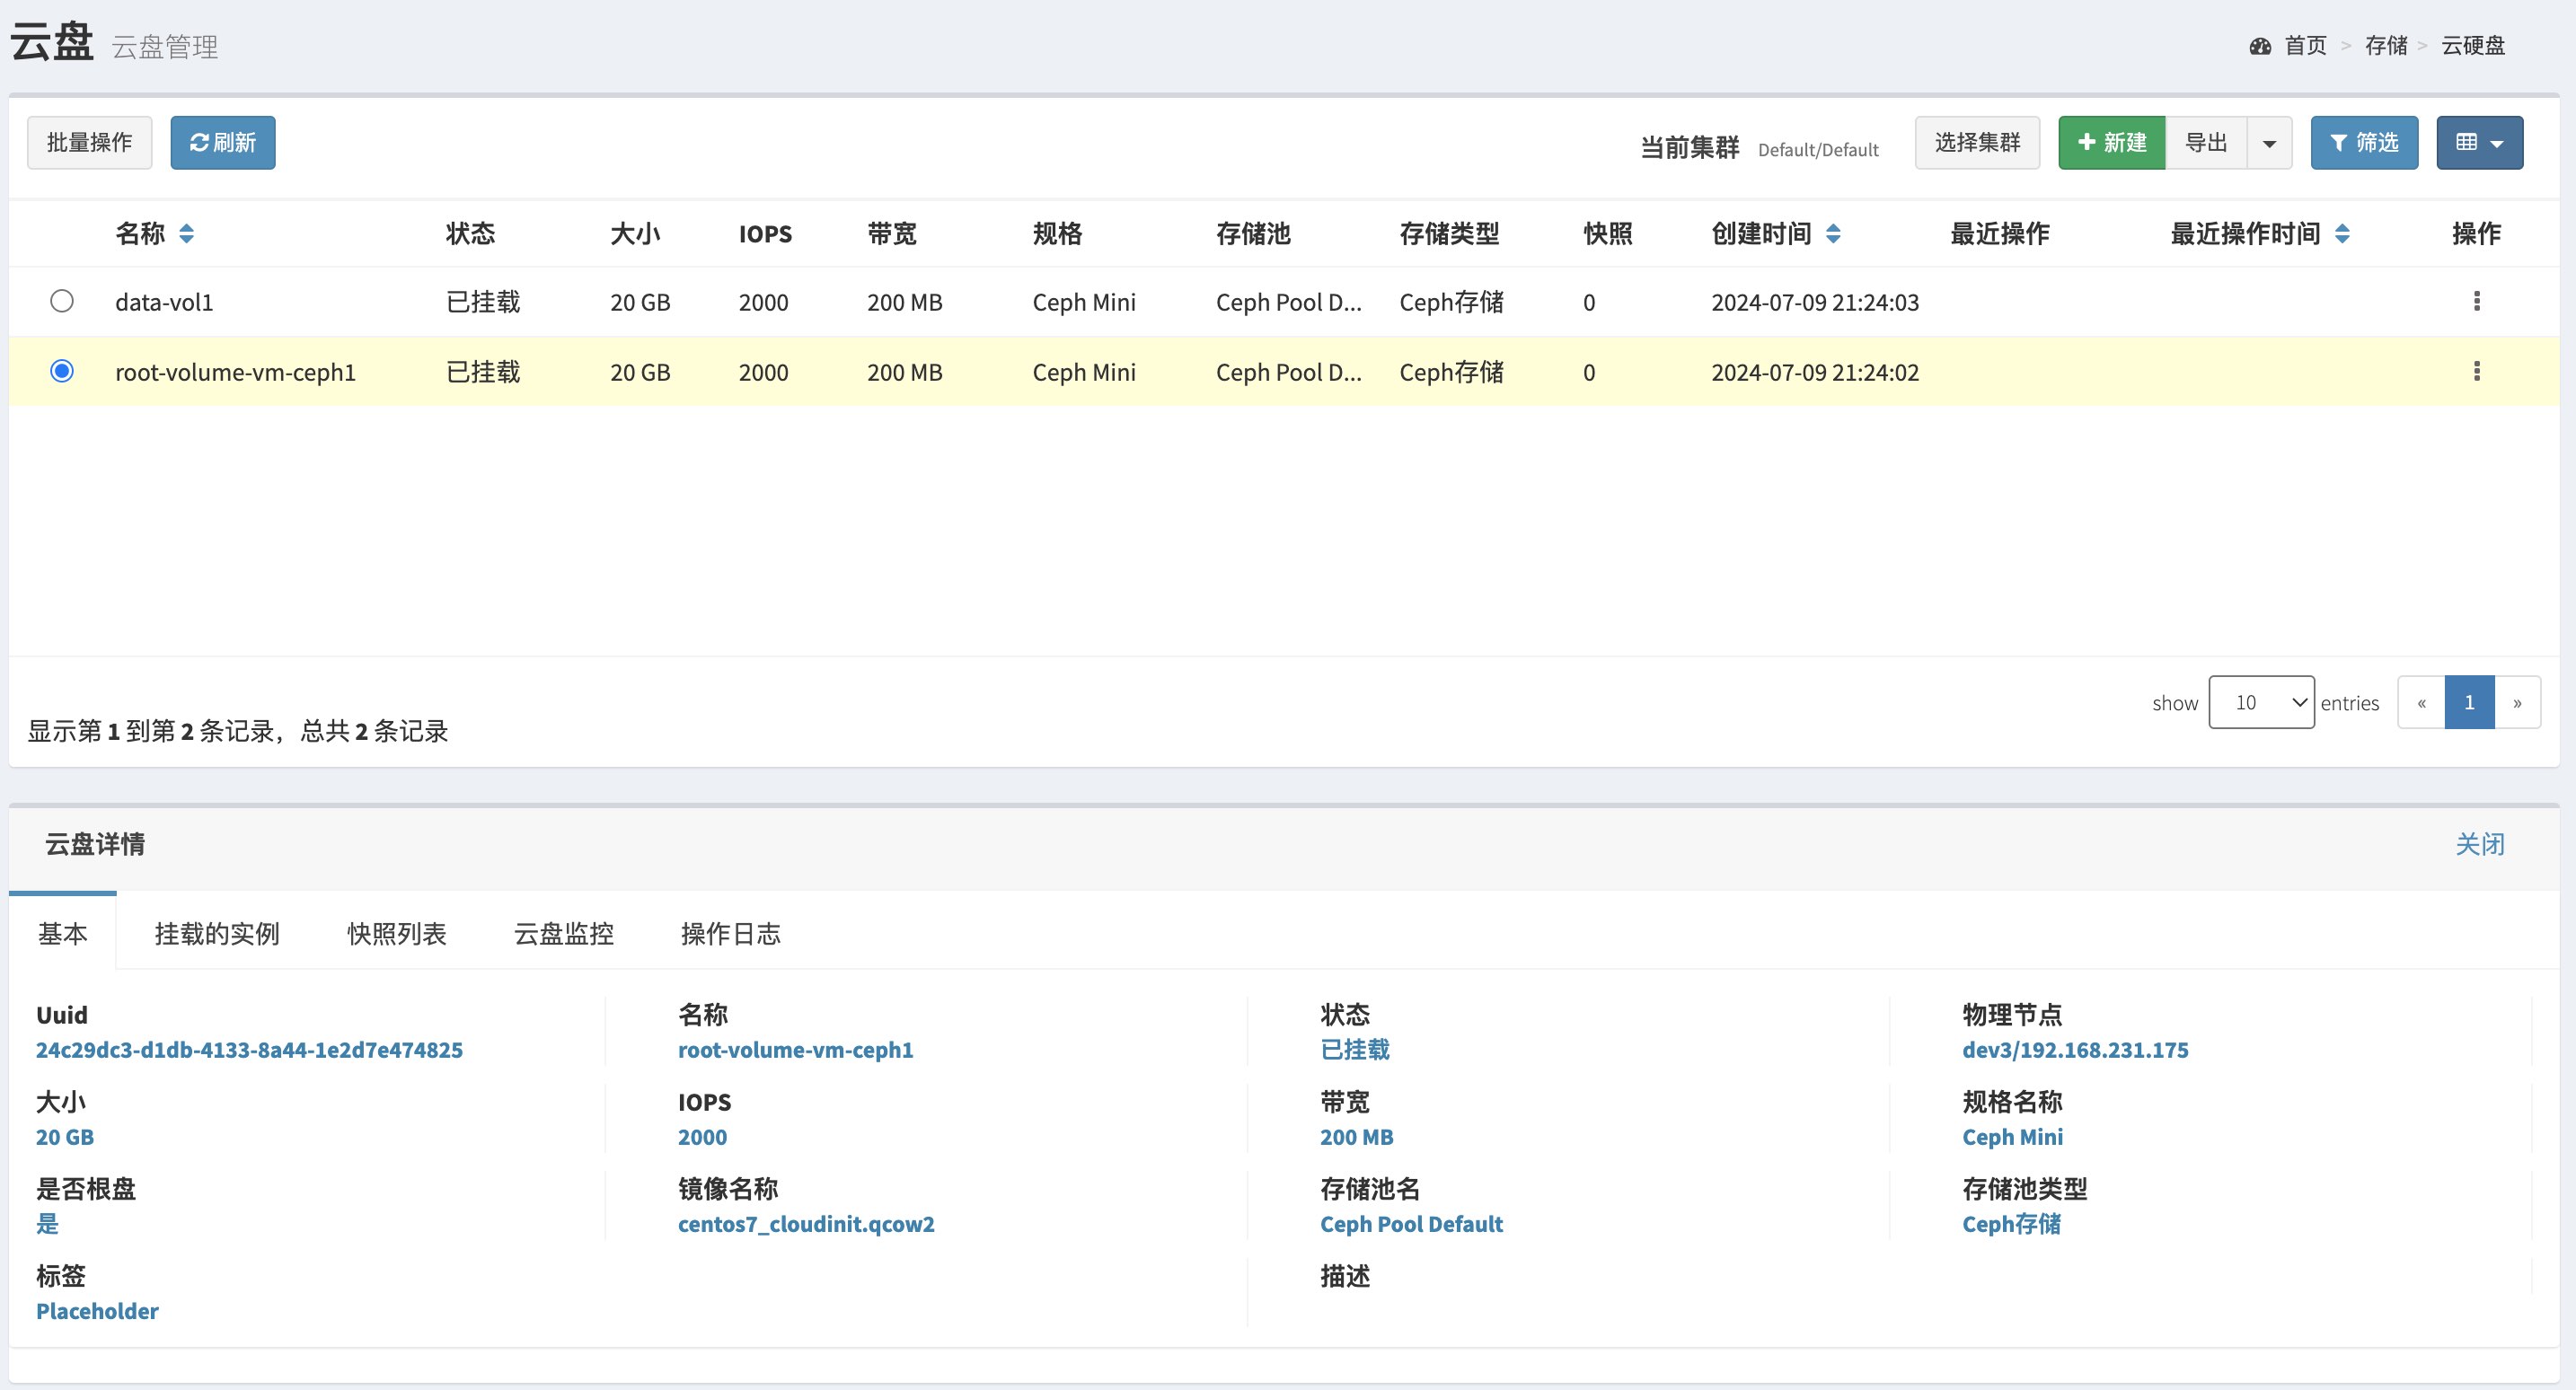 云盘 云盘管理
首页 > 存储 > 云硬盘
批量操作 刷新 当前集群 Default/Default 选择集群 新建 导出 筛选
名称 状态 大小 IOPS 带宽 规格 存储池 存储类型 快照 创建时间 最近操作 最近操作时间 操作
data-vol1 已挂载 20 GB 2000 200 MB Ceph Mini Ceph Pool D... Ceph存储 0 2024-07-09 21:24:03
root-volume-vm-ceph1 已挂载 20 GB 2000 200 MB Ceph Mini Ceph Pool D... Ceph存储 0 2024-07-09 21:24:02
show 10 entries « 1 »
显示第 1 到第 2 条记录，总共 2 条记录
云盘详情 关闭
基本 挂载的实例 快照列表 云盘监控 操作日志
Uuid 名称 状态 物理节点
24c29dc3-d1db-4133-8a44-1e2d7e474825 root-volume-vm-ceph1 已挂载 dev3/192.168.231.175
大小 IOPS 带宽 规格名称
20 GB 2000 200 MB Ceph Mini
是否根盘 镜像名称 存储池名 存储池类型
是 centos7_cloudinit.qcow2 Ceph Pool Default Ceph存储
标签 描述
Placeholder